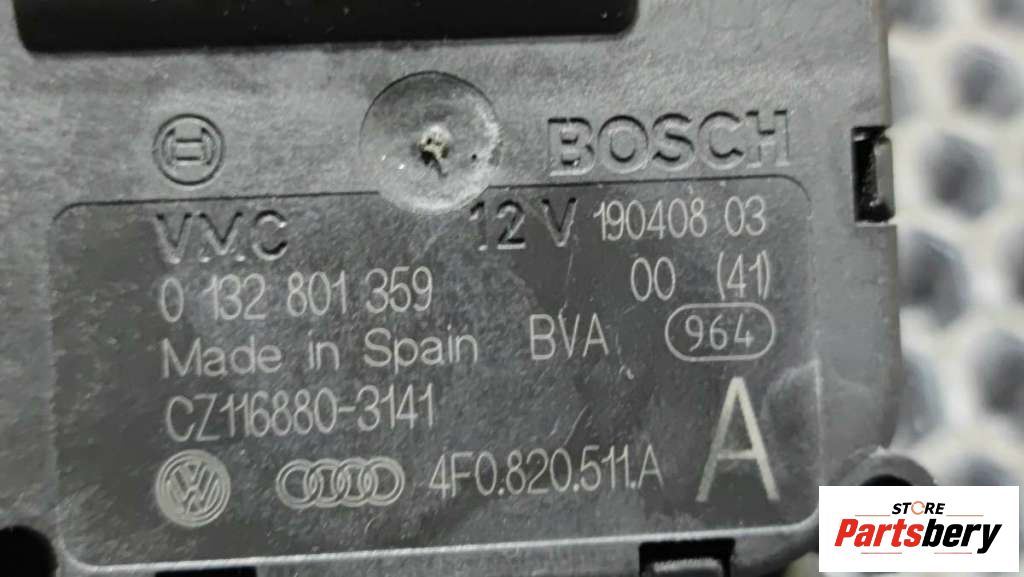 BOSCH
VMC 12 V 190408 03
0 132 801 359 00 (41)
Made in Spain BVA 964
CZ116880-3141
4F0.820.511.A A
STORE
Partsbery